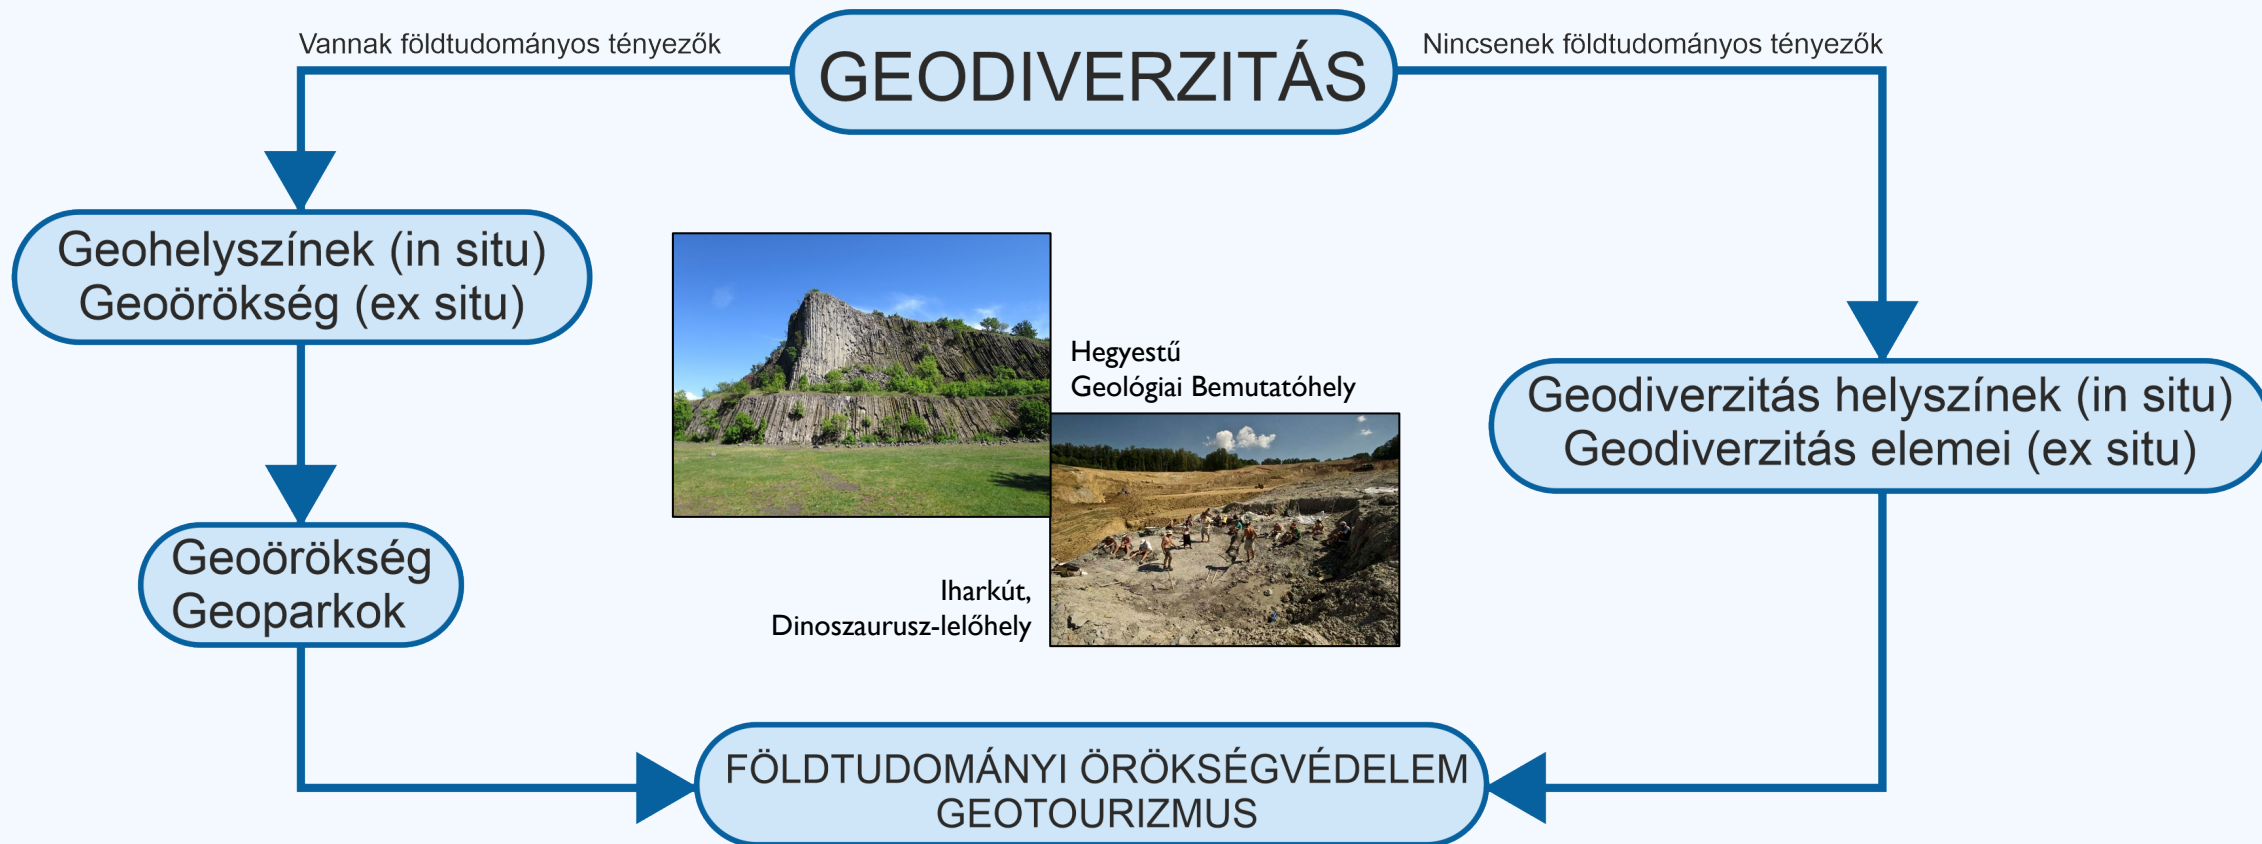 Vannak földtudományos tényezők
GEODIVERZITÁS
Nincsenek földtudományos tényezők
Geohelyszínek (in situ)
Geoörökség (ex situ)
Hegyestű
Geológiai Bemutatóhely
Geodiverzitás helyszínek (in situ)
Geodiverzitás elemei (ex situ)
Geoörökség
Geoparkok
Iharkút,
Dinoszaurusz-lelőhely
FÖLDTUDOMÁNYI ÖRÖKSÉGVÉDELEM
GEOTOURIZMUS